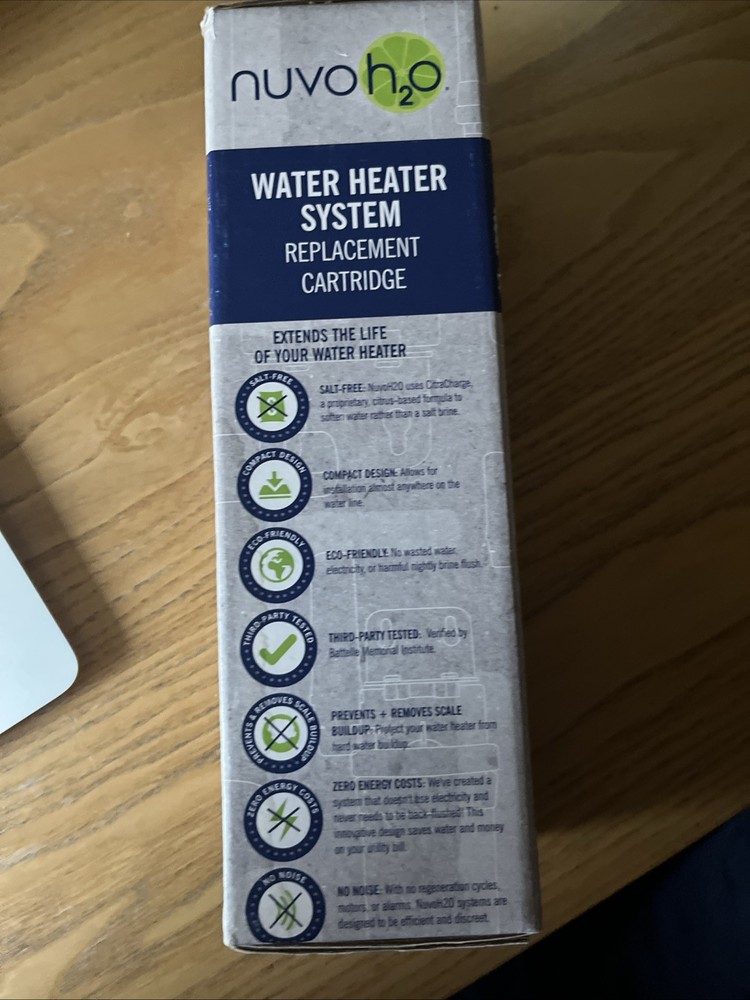 nuvoh2o
WATER HEATER
SYSTEM
REPLACEMENT
CARTRIDGE
EXTENDS THE LIFE
OF YOUR WATER HEATER
SALT-FREE
SALT-FREE: NuvoH2O uses CitraCharge,
a proprietary, citrus-based formula to
soften water rather than a salt brine.
COMPACT DESIGN
COMPACT DESIGN: Allows for
installation almost anywhere on the
water line.
ECO-FRIENDLY
ECO-FRIENDLY: No wasted water,
electricity, or harmful nightly brine flush.
THIRD-PARTY TESTED
THIRD-PARTY TESTED: Verified by
Battelle Memorial Institute.
PREVENTS & REMOVES SCALE BUILDUP
PREVENTS + REMOVES SCALE
BUILDUP: Protect your water heater from
hard water buildup.
ZERO ENERGY COSTS
ZERO ENERGY COSTS: We've created a
system that doesn't use electricity and
never needs to be back-flushed! This
innovative design saves water and money
on your utility bill.
NO NOISE
NO NOISE: With no regeneration cycles,
motors, or alarms, NuvoH2O systems are
designed to be efficient and discreet.